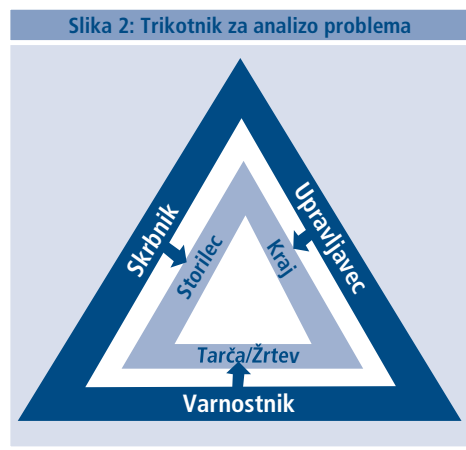 Slika 2: Trikotnik za analizo problema
Skrbnik
Upravljavec
Storilec
Kraj
Tarča/Žrtev
Varnostnik